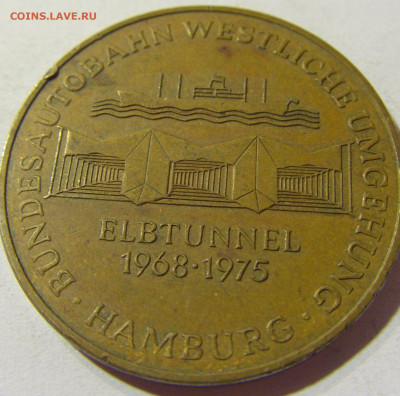 COINS.LAVE.RU
BUNDESAUTOBAHN WESTLICHE UMGEHUNG · HAMBURG ·
ELBTUNNEL
1968·1975